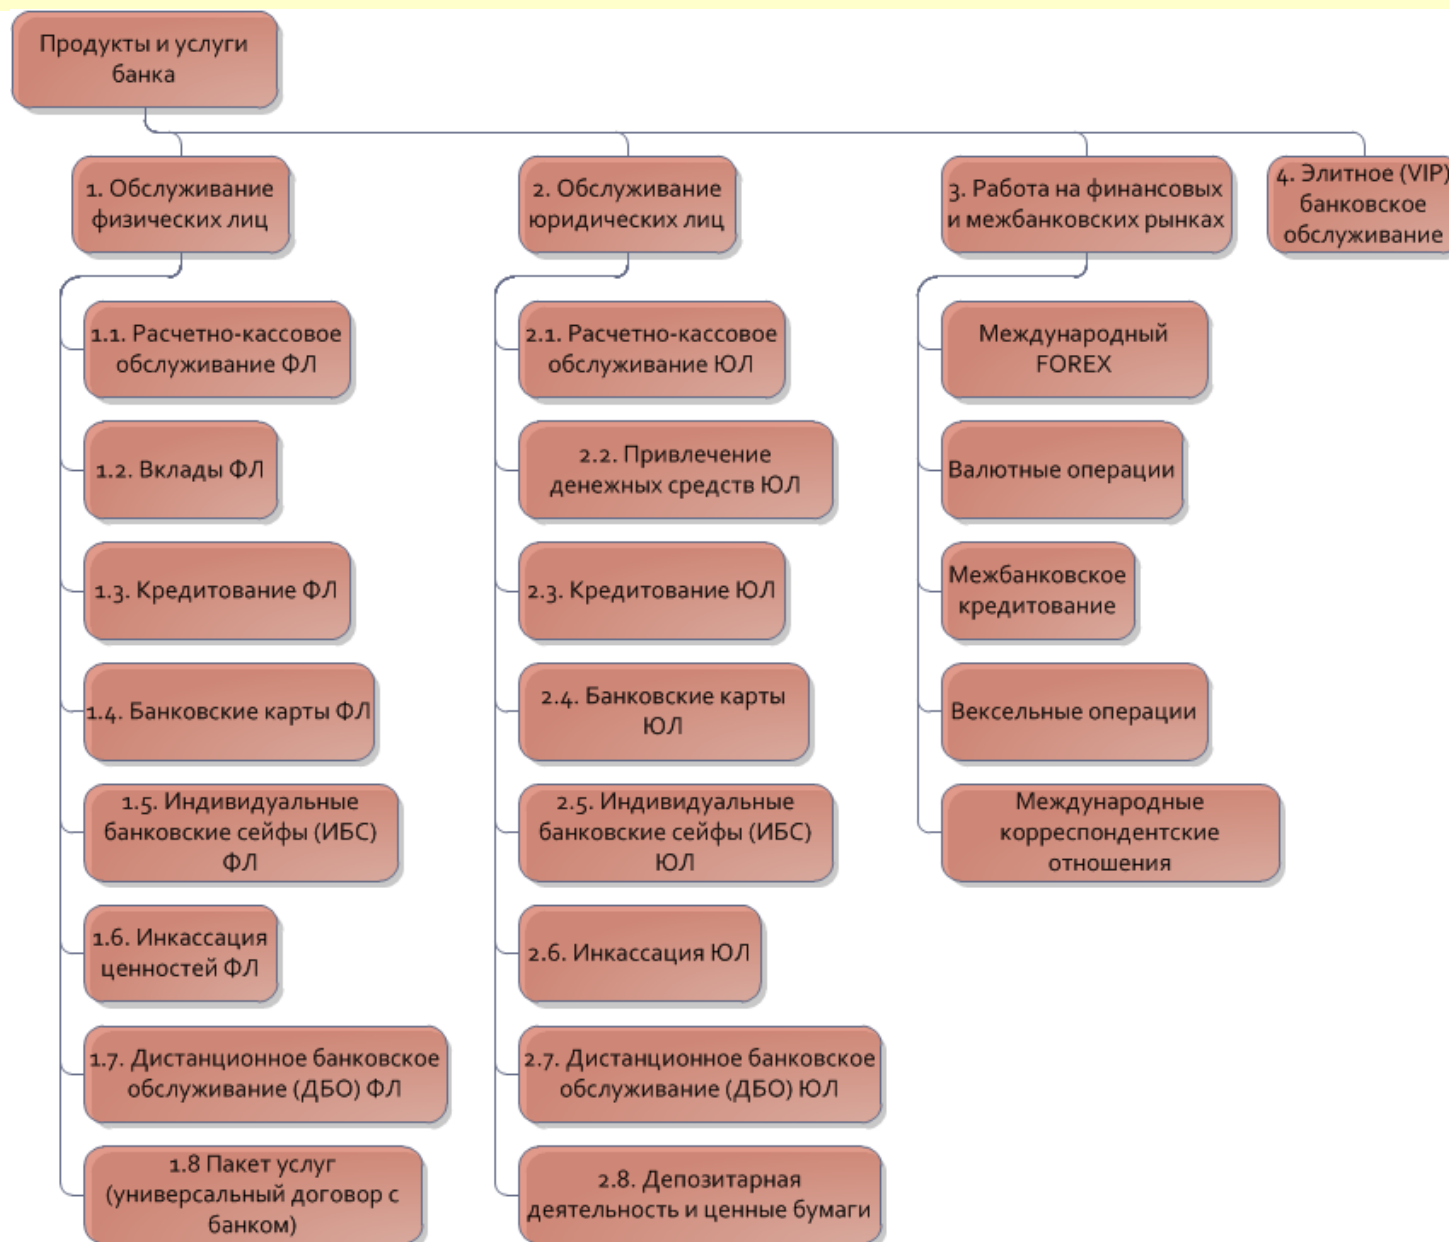 Продукты и услуги
банка
1. Обслуживание
физических лиц
2. Обслуживание
юридических лиц
3. Работа на финансовых
и межбанковских рынках
4. Элитное (VIP)
банковское
обслуживание
1.1. Расчетно-кассовое
обслуживание ФЛ
1.2. Вклады ФЛ
1.3. Кредитование ФЛ
1.4. Банковские карты ФЛ
1.5. Индивидуальные
банковские сейфы (ИБС)
ФЛ
1.6. Инкассация
ценностей ФЛ
1.7. Дистанционное банковское
обслуживание (ДБО) ФЛ
1.8 Пакет услуг
(универсальный договор с
банком)
2.1. Расчетно-кассовое
обслуживание ЮЛ
2.2. Привлечение
денежных средств ЮЛ
2.3. Кредитование ЮЛ
2.4. Банковские карты
ЮЛ
2.5. Индивидуальные
банковские сейфы (ИБС)
ЮЛ
2.6. Инкассация ЮЛ
2.7. Дистанционное банковское
обслуживание (ДБО) ЮЛ
2.8. Депозитарная
деятельность и ценные бумаги
Международный
FOREX
Валютные операции
Межбанковское
кредитование
Вексельные операции
Международные
корреспондентские
отношения